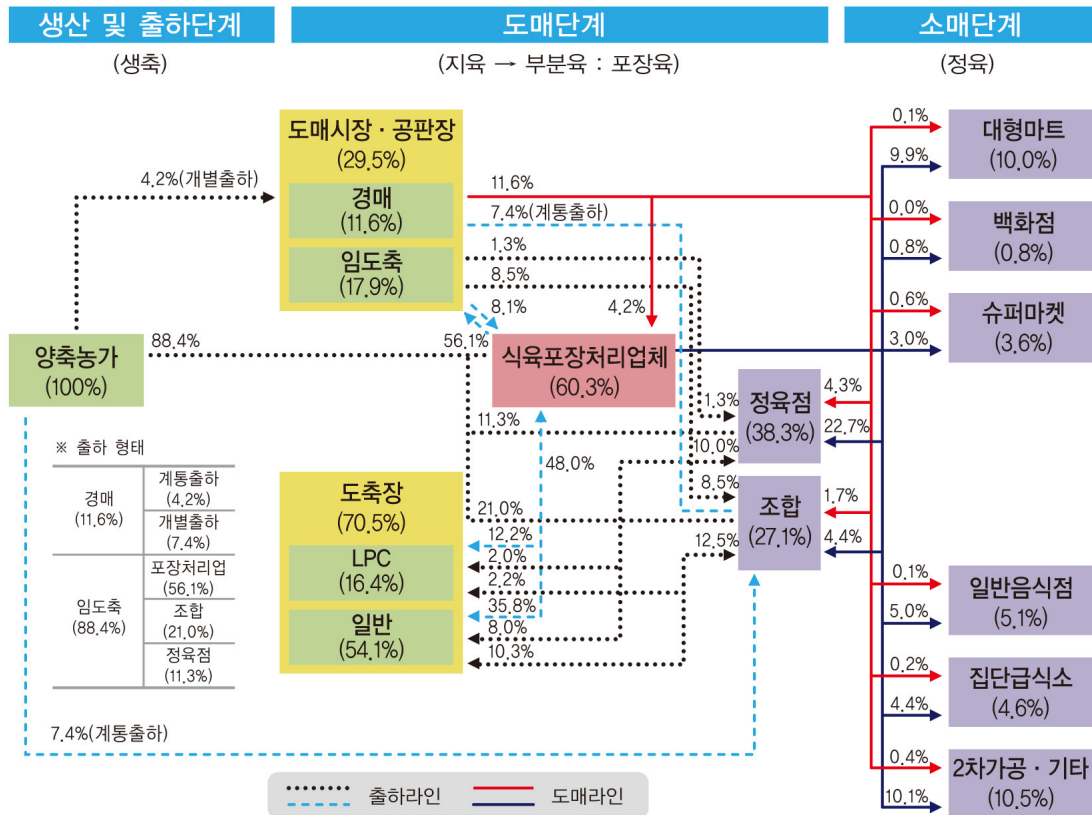 생산 및 출하단계
(생축)
도매단계
(지육 → 부분육 : 포장육)
소매단계
(정육)
도매시장 · 공판장
(29.5%)
경매
(11.6%)
임도축
(17.9%)
4.2%(개별출하)
11.6%
7.4%(계통출하)
1.3%
8.5%
8.1%
4.2%
양축농가
(100%)
88.4%
56.1%
식육포장처리업체
(60.3%)
11.3%
48.0%
21.0%
도축장
(70.5%)
LPC
(16.4%)
일반
(54.1%)
12.2%
2.0%
2.2%
35.8%
8.0%
10.3%
1.3%
정육점
(38.3%)
10.0%
8.5%
조합
(27.1%)
12.5%
4.3%
22.7%
1.7%
4.4%
0.1%
대형마트
(10.0%)
9.9%
0.0%
백화점
(0.8%)
0.8%
0.6%
슈퍼마켓
(3.6%)
3.0%
0.1%
일반음식점
(5.1%)
5.0%
0.2%
집단급식소
(4.6%)
4.4%
0.4%
2차가공 · 기타
(10.5%)
10.1%
※ 출하 형태
경매
(11.6%)
계통출하
(4.2%)
개별출하
(7.4%)
임도축
(88.4%)
포장처리업
(56.1%)
조합
(21.0%)
정육점
(11.3%)
7.4%(계통출하)
출하라인
도매라인